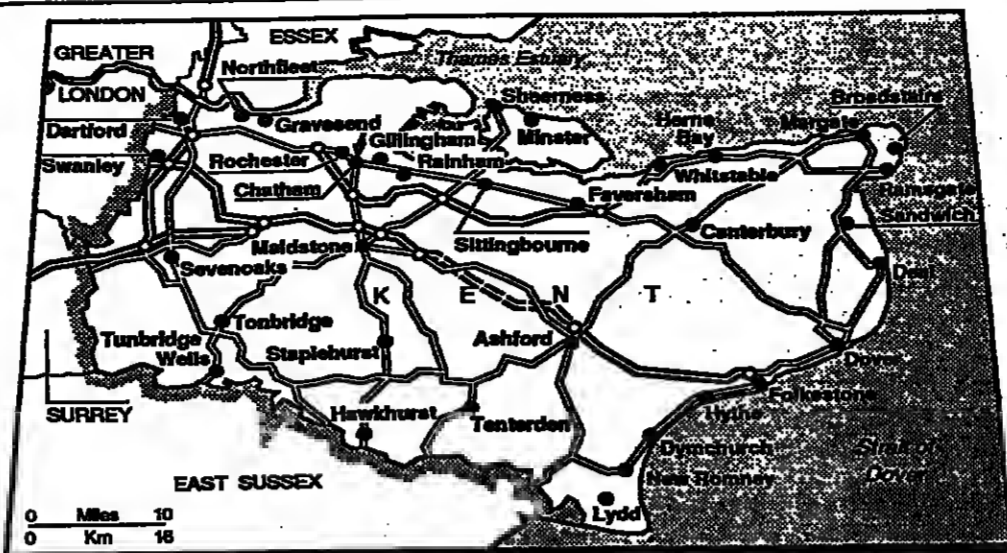 ESSEX
GREATER
LONDON
Thames Estuary
Northfleet
Sheerness
Broadstairs
Dartford
Gravesend
Minster
Herne
Bay
Margate
Gillingham
Swanley
Rochester
Rainham
Whitstable
Chatham
Faversham
Ramsgate
Sandwich
Maidstone
Sittingbourne
Canterbury
Sevenoaks
Deal
K E N T
Tonbridge
Tunbridge
Wells
Staplehurst
Ashford
Dover
Folkestone
SURREY
Hawkhurst
Tenterden
Hythe
Dymchurch
New Romney
Strait of
Dover
EAST SUSSEX
Lydd
0 Miles 10
0 Km 16